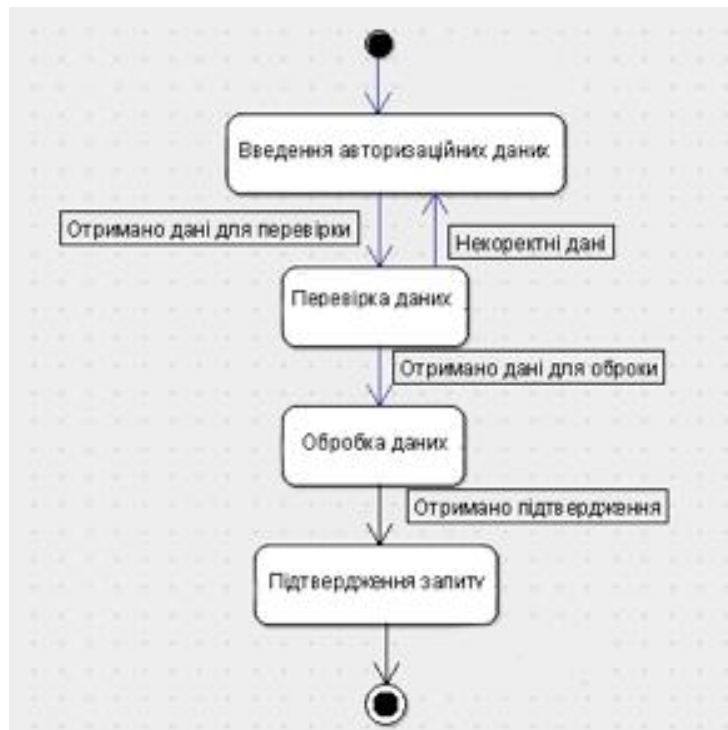 Введення авторизаційних даних
Отримано дані для перевірки
Некоректні дані
Перевірка даних
Отримано дані для оброки
Обробка даних
Отримано підтвердження
Підтвердження запиту